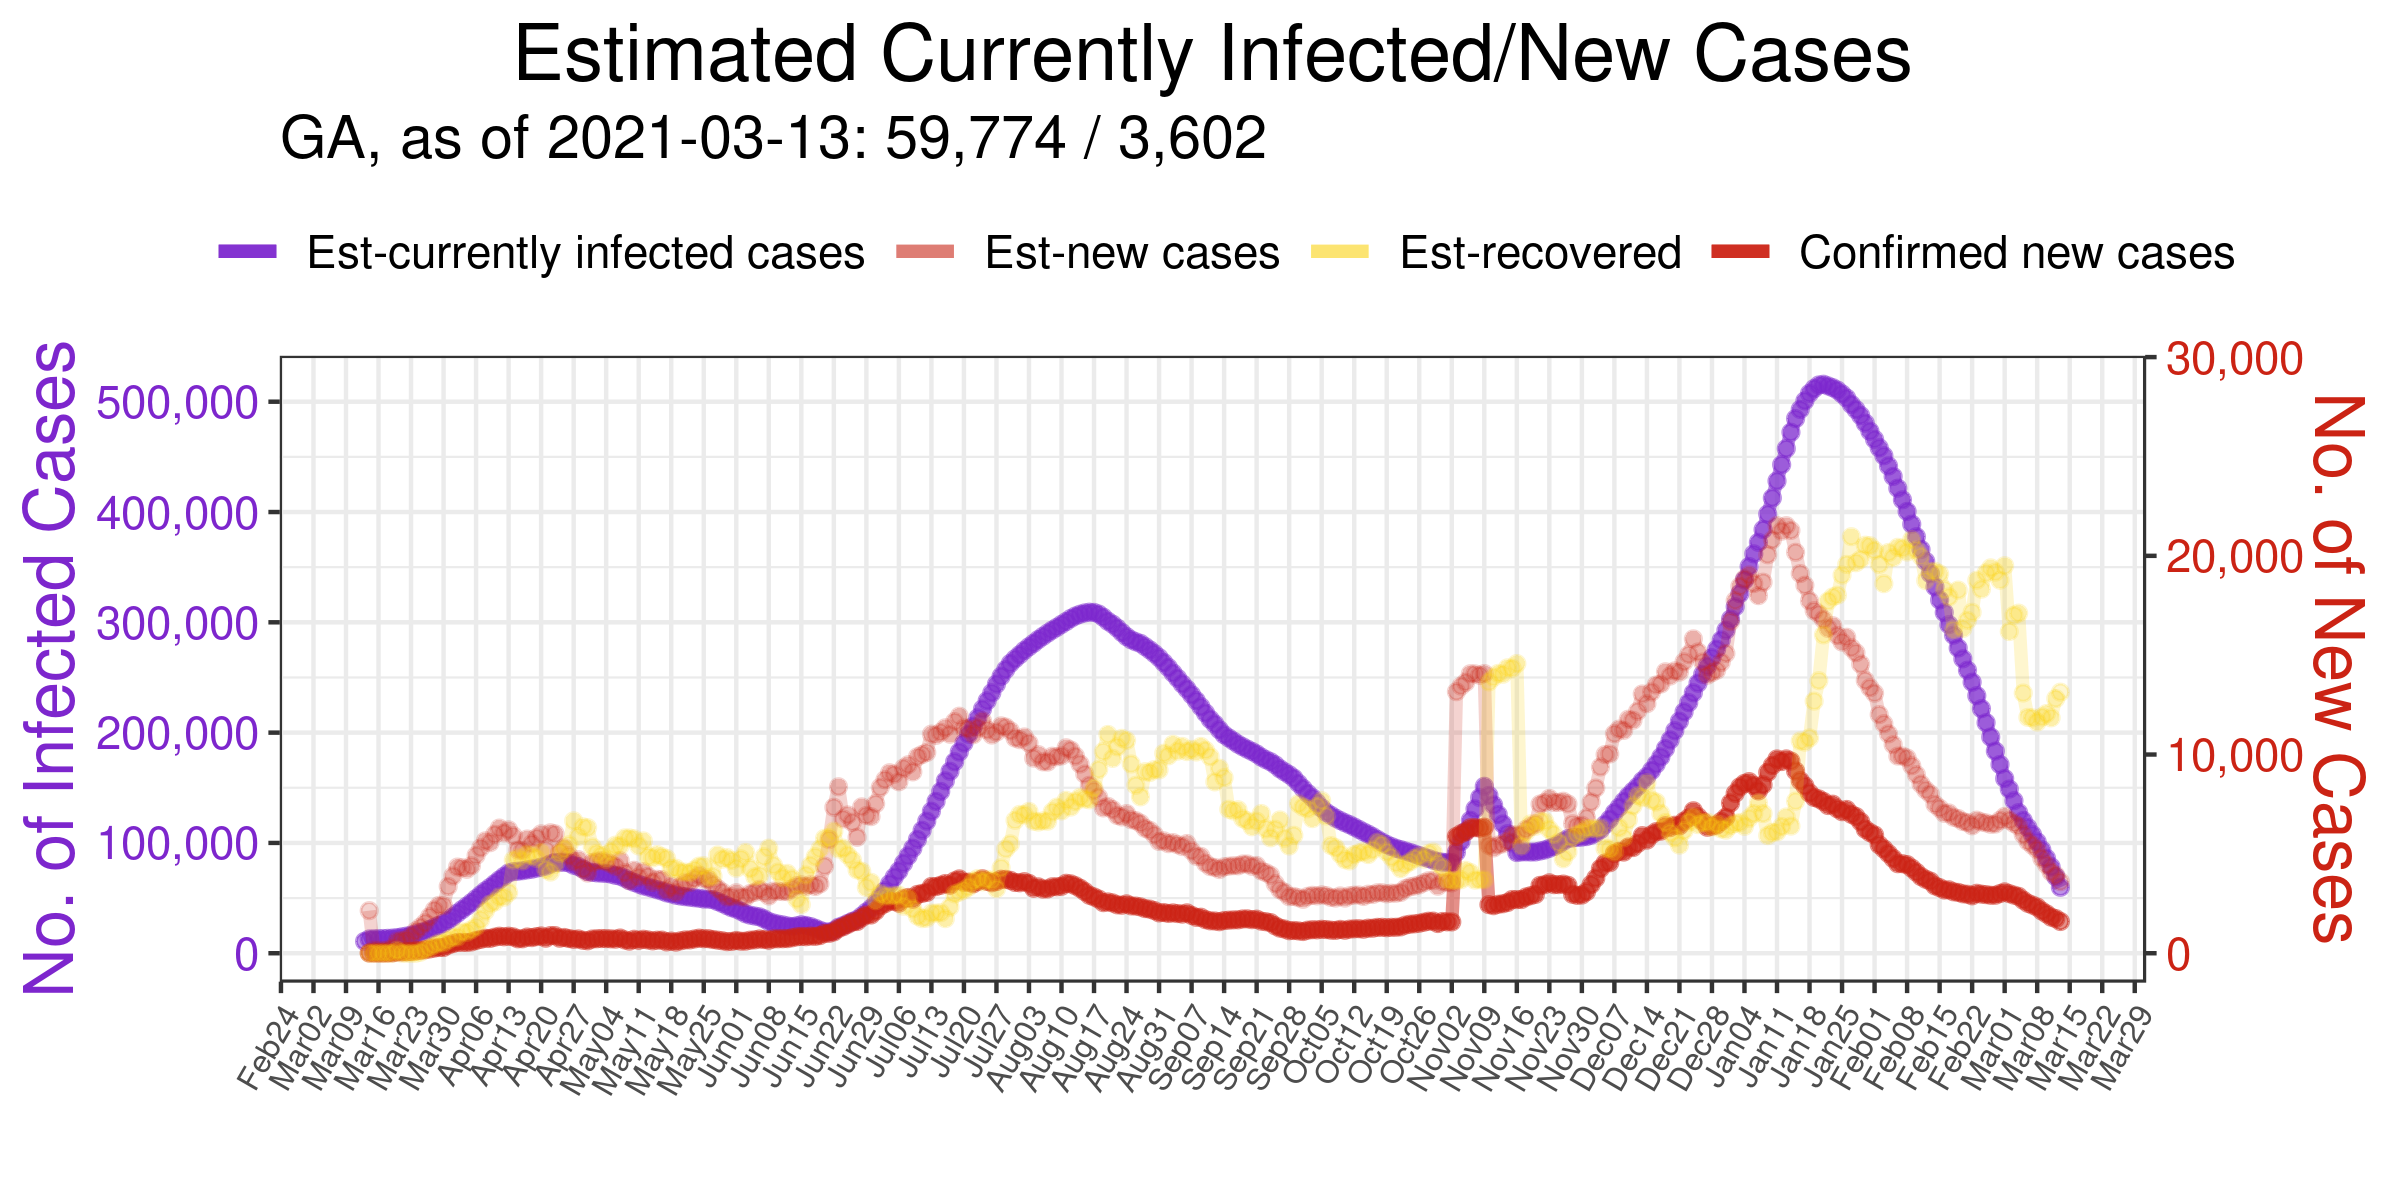 Estimated Currently Infected/New Cases
GA, as of 2021-03-13: 59,774 / 3,602
Est-currently infected cases
Est-new cases
Est-recovered
Confirmed new cases
No. of Infected Cases
500,000
400,000
300,000
200,000
100,000
0
30,000
20,000
10,000
0
No. of New Cases
Feb24
Mar02
Mar09
Mar16
Mar23
Mar30
Apr06
Apr13
Apr20
Apr27
May04
May11
May18
May25
Jun01
Jun08
Jun15
Jun22
Jun29
Jul06
Jul13
Jul20
Jul27
Aug03
Aug10
Aug17
Aug24
Aug31
Sep07
Sep14
Sep21
Sep28
Oct05
Oct12
Oct19
Oct26
Nov02
Nov09
Nov16
Nov23
Nov30
Dec07
Dec14
Dec21
Dec28
Jan04
Jan11
Jan18
Jan25
Feb01
Feb08
Feb15
Feb22
Mar01
Mar08
Mar15
Mar22
Mar29